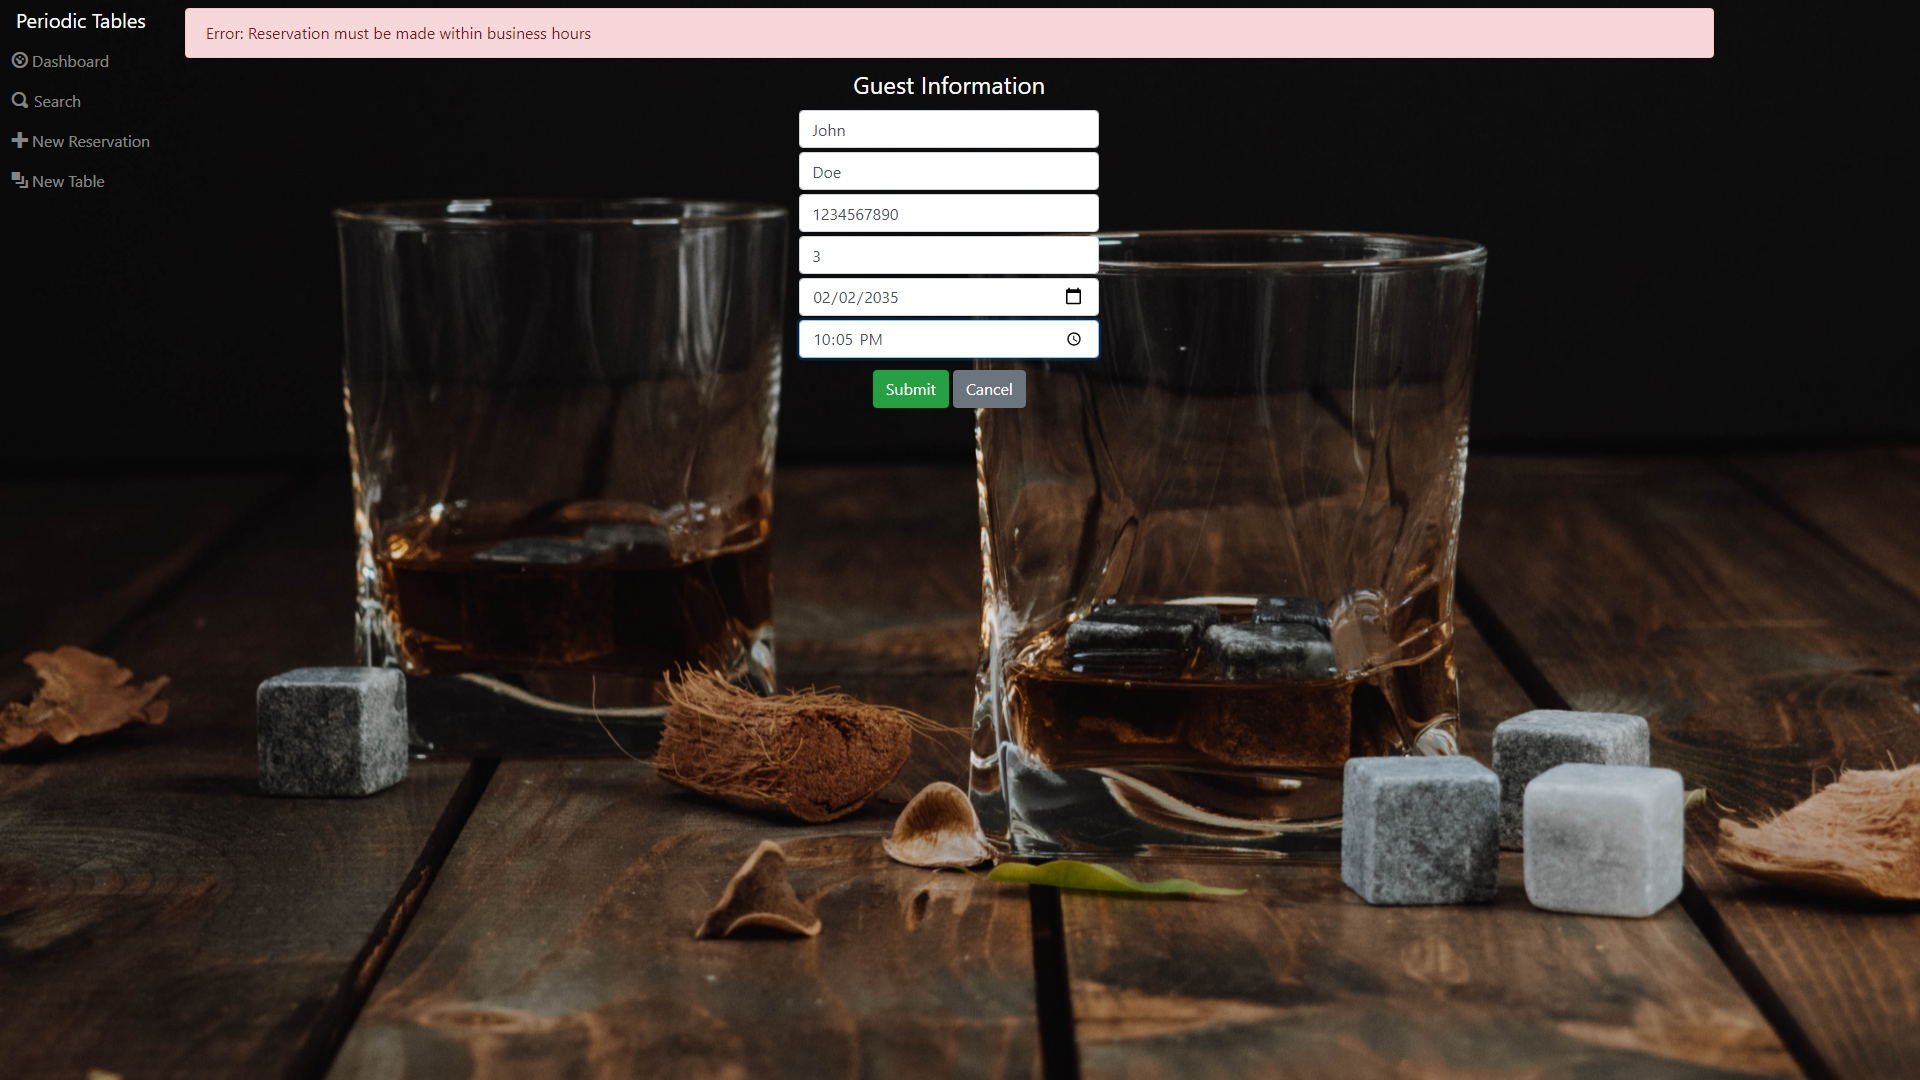 Periodic Tables
Dashboard
Search
New Reservation
New Table
Error: Reservation must be made within business hours
Guest Information
John
Doe
1234567890
3
02/02/2035
10:05 PM
Submit
Cancel